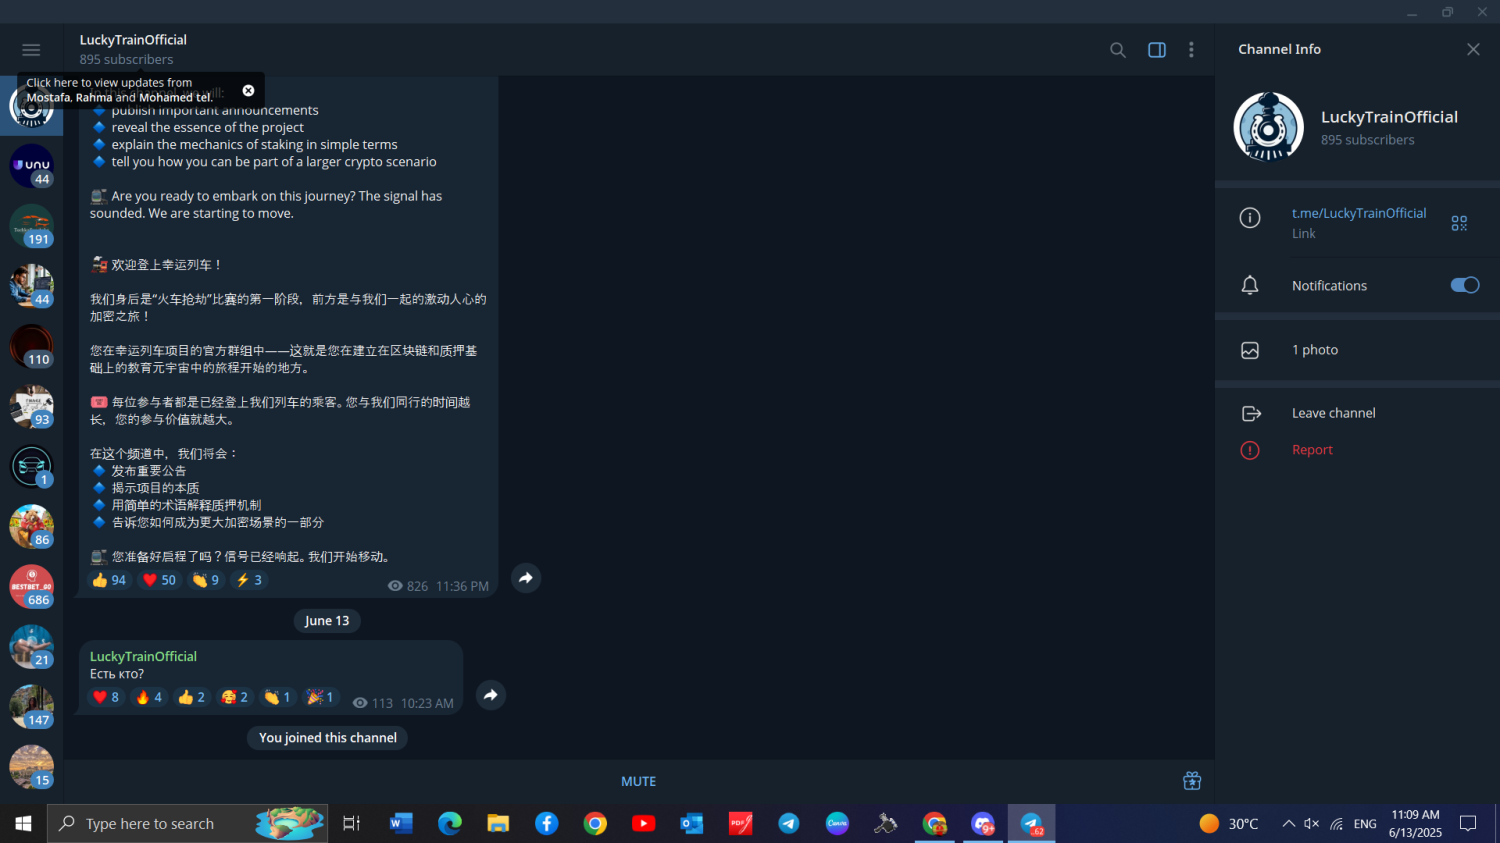 LuckyTrainOfficial
895 subscribers
Click here to view updates from
Mostafa, Rahma and Mohamed tel.
publish important announcements
reveal the essence of the project
explain the mechanics of staking in simple terms
tell you how you can be part of a larger crypto scenario
Are you ready to embark on this journey? The signal has
sounded. We are starting to move.
欢迎登上幸运列车！
我们身后是“火车抢劫”比赛的第一阶段，前方是与我们一起的激动人心的
加密之旅！
您在幸运列车项目的官方群组中——这就是您在建立在区块链和质押基
础上的教育元宇宙中的旅程开始的地方。
每位参与者都是已经登上我们列车的乘客。您与我们同行的时间越
长，您的参与价值就越大。
在这个频道中，我们将会：
发布重要公告
揭示项目的本质
用简单的术语解释质押机制
告诉您如何成为更大加密场景的一部分
您准备好启程了吗？信号已经响起。我们开始移动。
94 50 9 3
826 11:36 PM
June 13
LuckyTrainOfficial
Есть кто?
8 4 2 2 1 1
113 10:23 AM
You joined this channel
MUTE
unu
44
191
44
110
93
1
86
BESTBET_GO
686
21
147
15
Channel Info
LuckyTrainOfficial
895 subscribers
t.me/LuckyTrainOfficial
Link
Notifications
1 photo
Leave channel
Report
Type here to search
PDF
Canva
9+
62
30°C
ENG
11:09 AM
6/13/2025